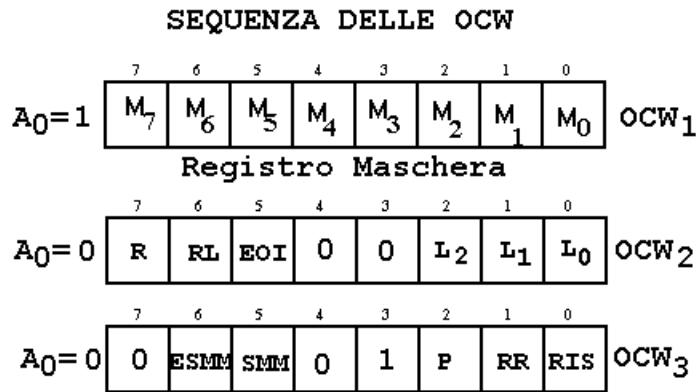 SEQUENZA DELLE OCW
7 6 5 4 3 2 1 0
A0=1 M7 M6 M5 M4 M3 M2 M1 M0 OCW1
Registro Maschera
7 6 5 4 3 2 1 0
A0=0 R RL EOI 0 0 L2 L1 L0 OCW2
7 6 5 4 3 2 1 0
A0=0 0 ESMM SMM 0 1 P RR RIS OCW3